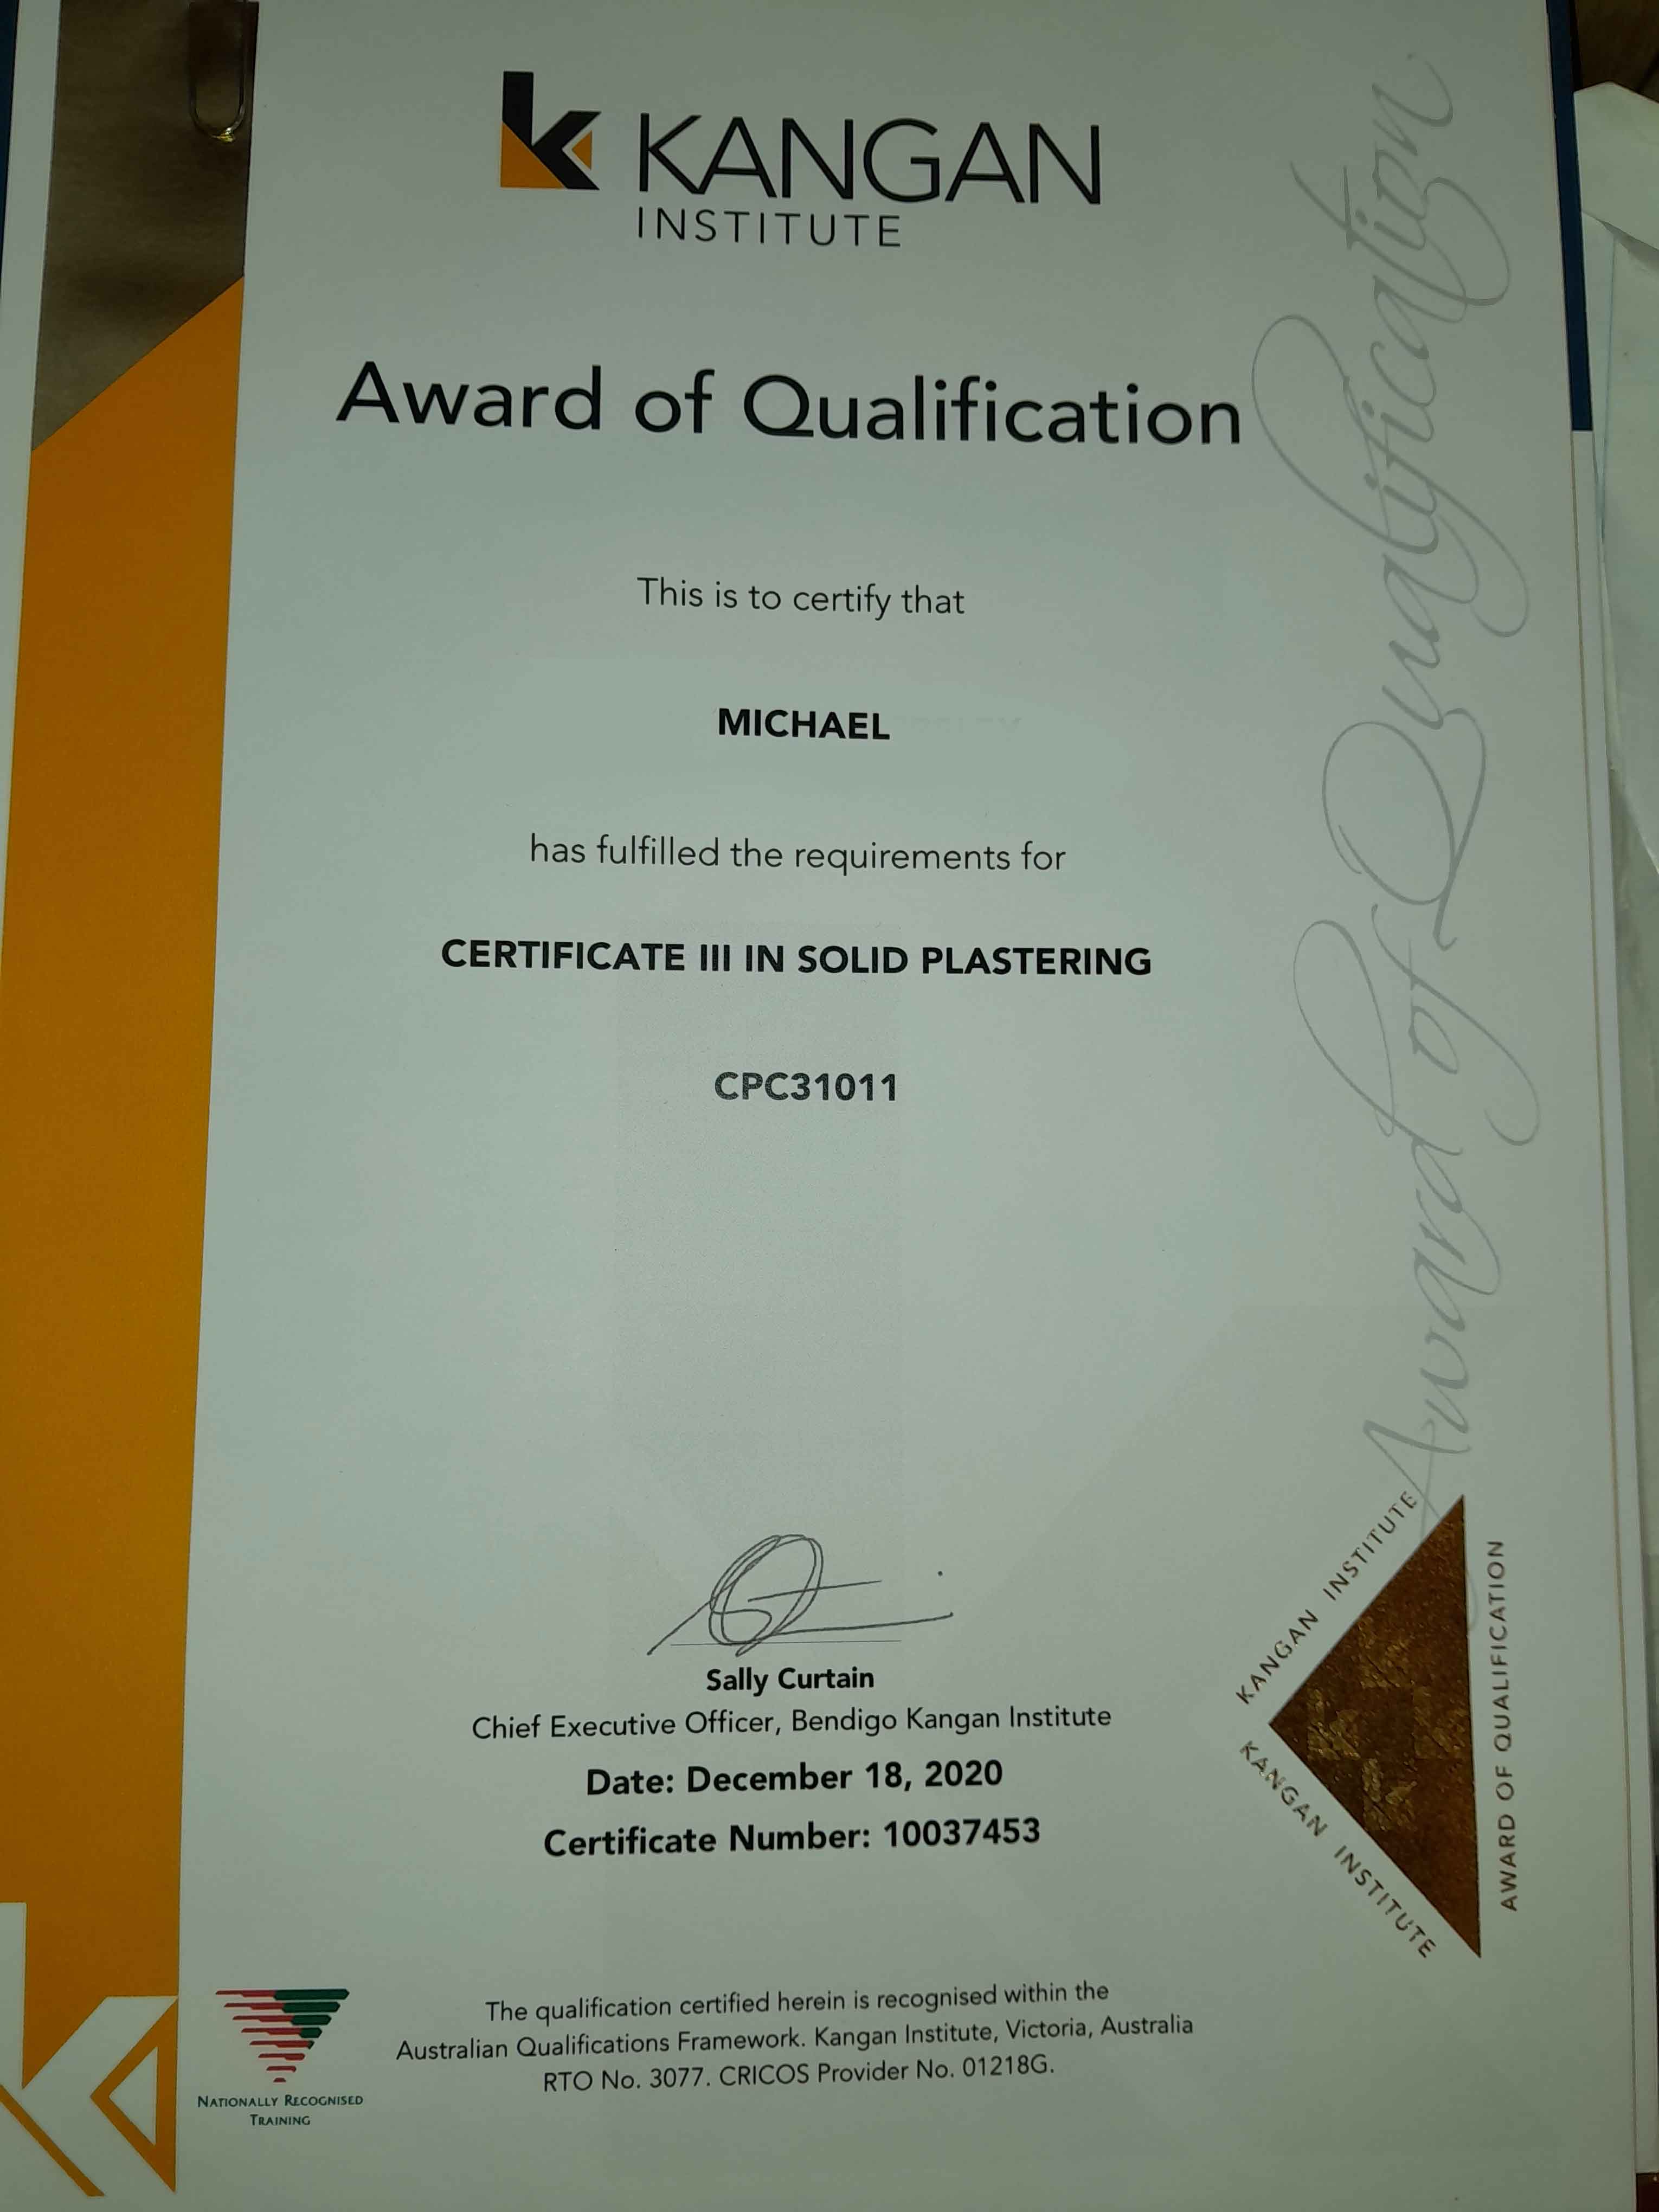 KANGAN
INSTITUTE
Award of Qualification
This is to certify that
MICHAEL
has fulfilled the requirements for
CERTIFICATE III IN SOLID PLASTERING
CPC31011
Sally Curtain
Chief Executive Officer, Bendigo Kangan Institute
Date: December 18, 2020
Certificate Number: 10037453
The qualification certified herein is recognised within the
Australian Qualifications Framework. Kangan Institute, Victoria, Australia
RTO No. 3077. CRICOS Provider No. 01218G.
NATIONALLY RECOGNISED
TRAINING
Award of Qualification
KANGAN INSTITUTE
KANGAN INSTITUTE
AWARD OF QUALIFICATION